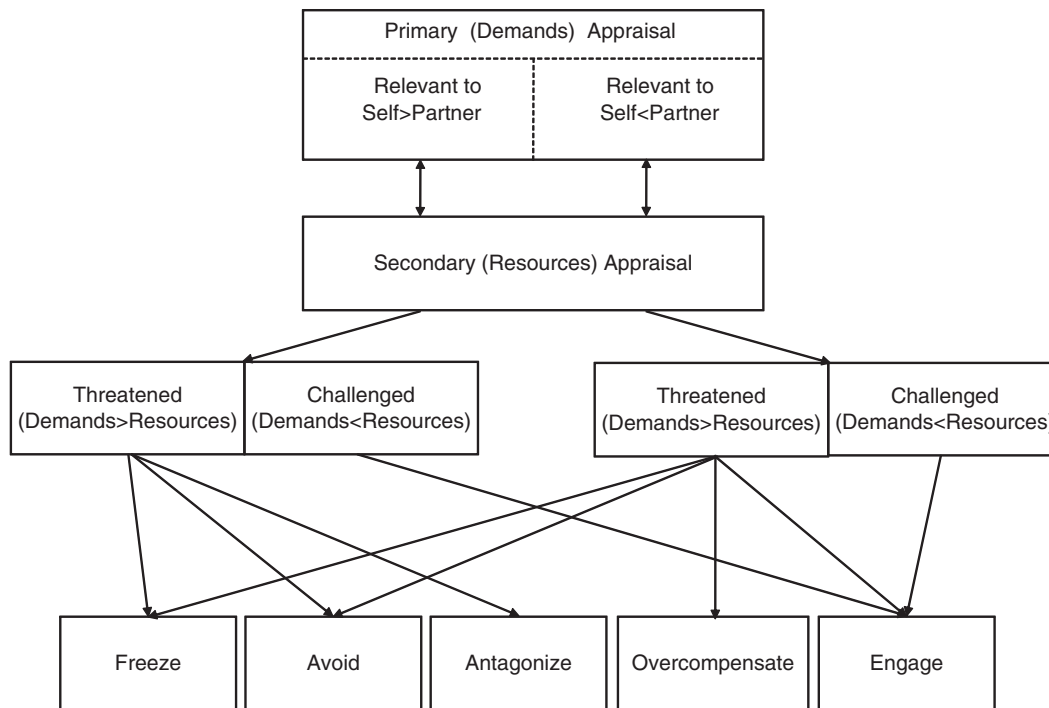 Primary (Demands) Appraisal
Relevant to
Self>Partner
Relevant to
Self<Partner
Secondary (Resources) Appraisal
Threatened
(Demands>Resources)
Challenged
(Demands<Resources)
Threatened
(Demands>Resources)
Challenged
(Demands<Resources)
Freeze
Avoid
Antagonize
Overcompensate
Engage